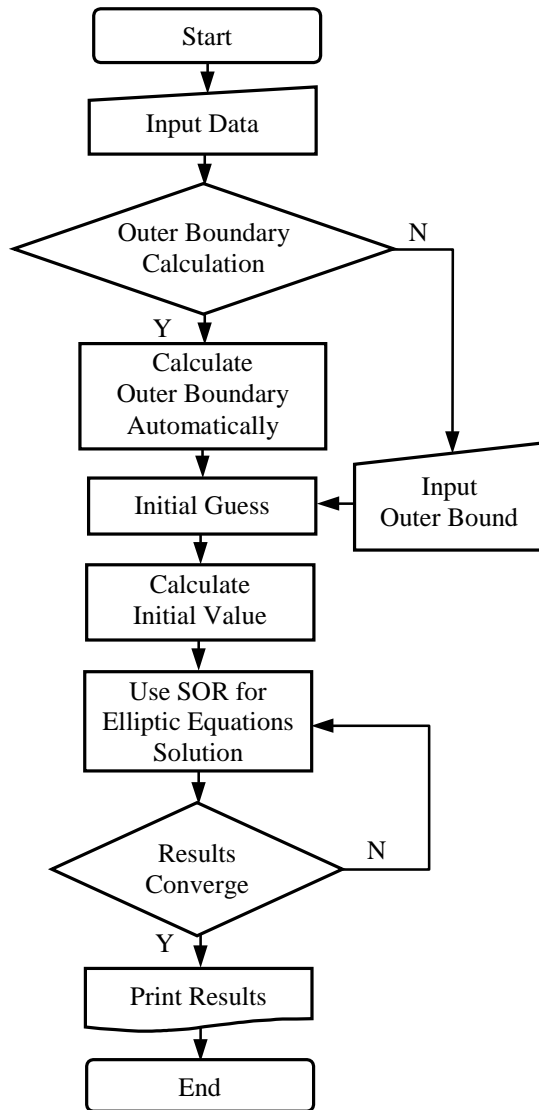 Start
Input Data
Outer Boundary
Calculation
N
Y
Calculate
Outer Boundary
Automatically
Input
Outer Bound
Initial Guess
Calculate
Initial Value
Use SOR for
Elliptic Equations
Solution
Results
Converge
N
Y
Print Results
End